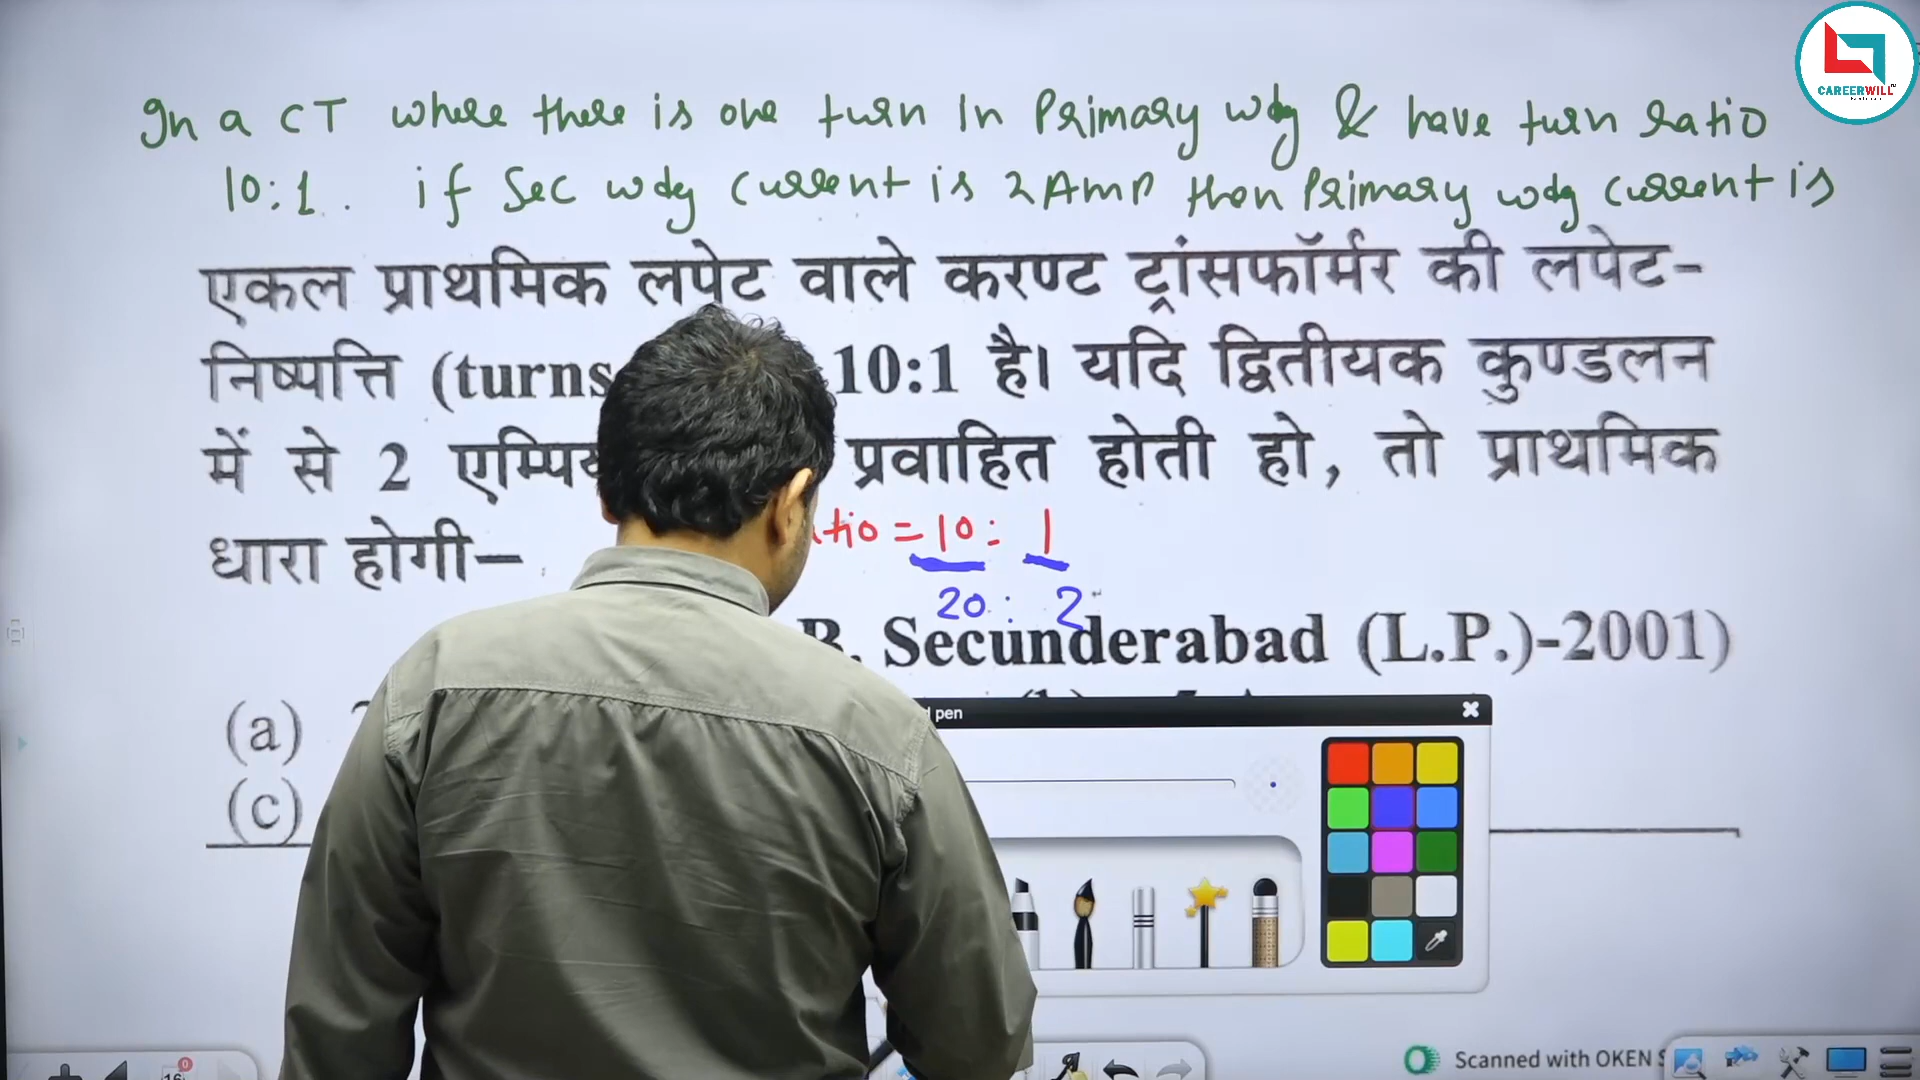 CAREERWILL
In a CT where there is one turn in Primary wdg & have turn ratio
10:1. if Sec wdg current is 2 Amp then Primary wdg current is
एकल प्राथमिक लपेट वाले करण्ट ट्रांसफॉर्मर की लपेट-
निष्पत्ति (turns 10:1 है। यदि द्वितीयक कुण्डलन
में से 2 प्रवाहित होती हो, तो प्राथमिक
धारा होगी–
= 10 : 1
20 : 2
Secunderabad (L.P.)-2001)
pen
(a)
(c)
Scanned with OKEN